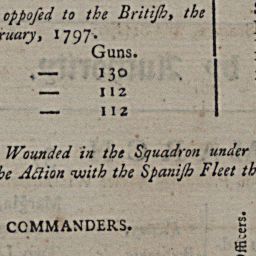 oppoſed to the Britiſh, the
ruary, 1797.
Guns.
— 130
— 112
— 112
Wounded in the Squadron under
he Action with the Spaniſh Fleet th
COMMANDERS.
Officers.